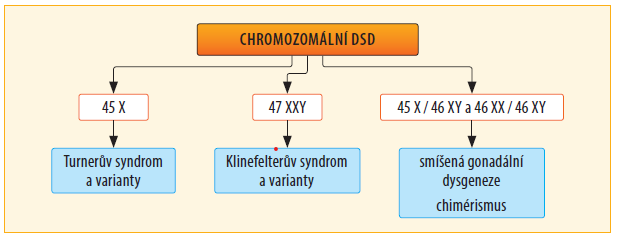 CHROMOZOMÁLNÍ DSD
45 X
47 XXY
45 X / 46 XY a 46 XX / 46 XY
Turnerův syndrom
a varianty
Klinefelterův syndrom
a varianty
smíšená gonadální
dysgeneze
chimérismus